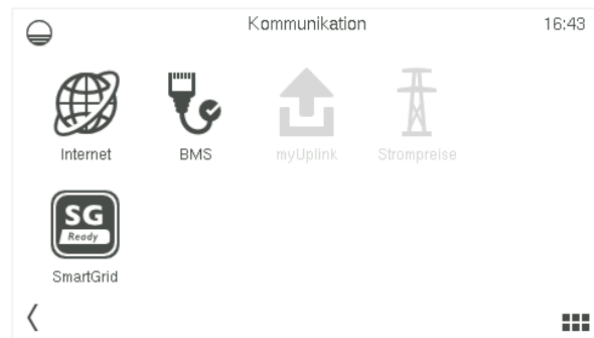 Kommunikation 16:43
Internet BMS myUplink Strompreise
SG
Ready
SmartGrid